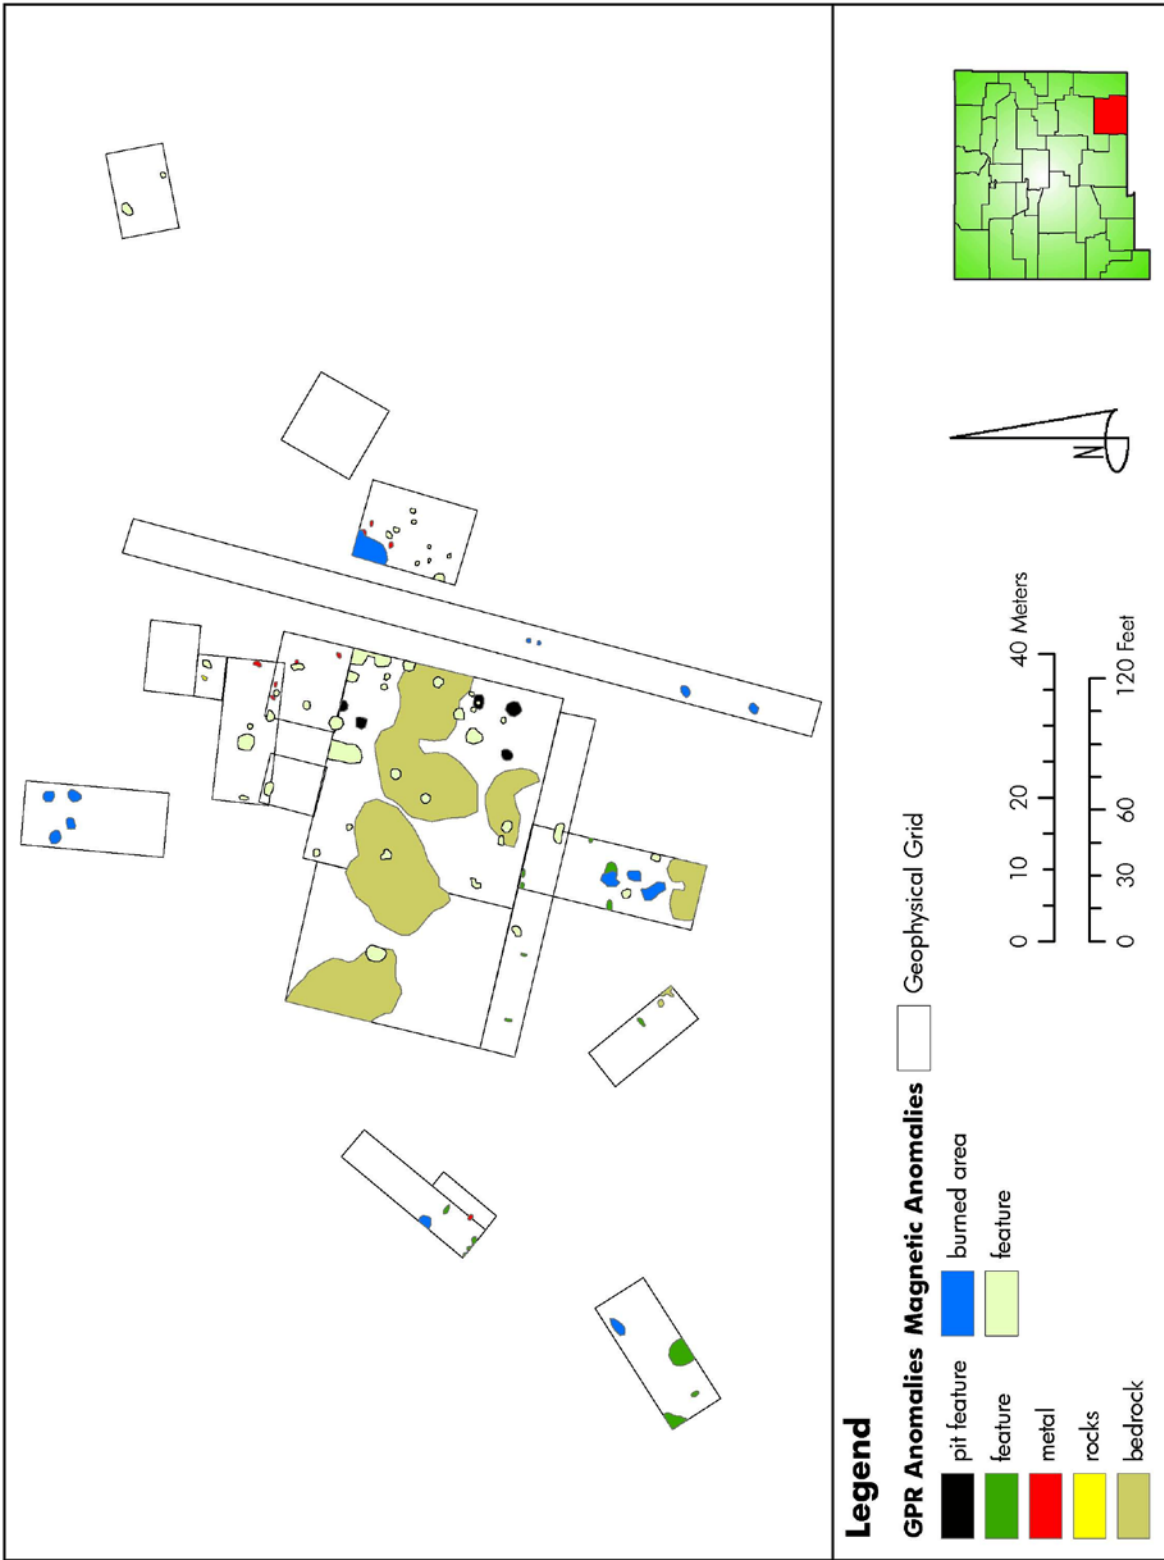 Legend
GPR Anomalies
pit feature
feature
metal
rocks
bedrock
Magnetic Anomalies
burned area
feature
Geophysical Grid
0 10 20 40 Meters
0 30 60 120 Feet
N